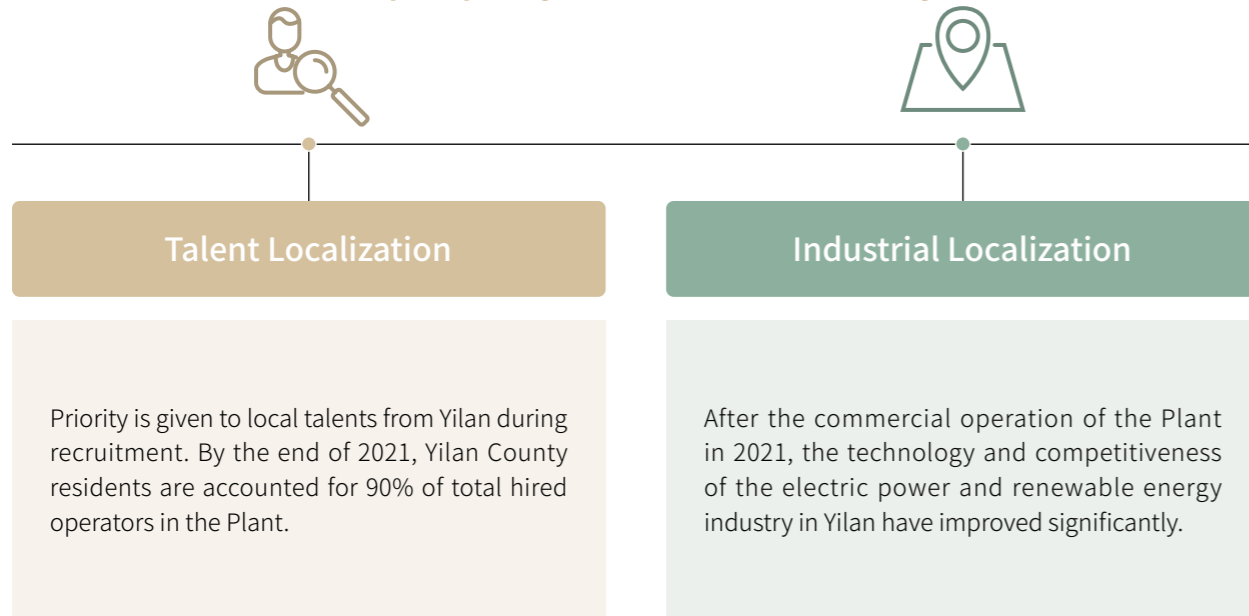 Talent Localization
Priority is given to local talents from Yilan during
recruitment. By the end of 2021, Yilan County
residents are accounted for 90% of total hired
operators in the Plant.
Industrial Localization
After the commercial operation of the Plant
in 2021, the technology and competitiveness
of the electric power and renewable energy
industry in Yilan have improved significantly.